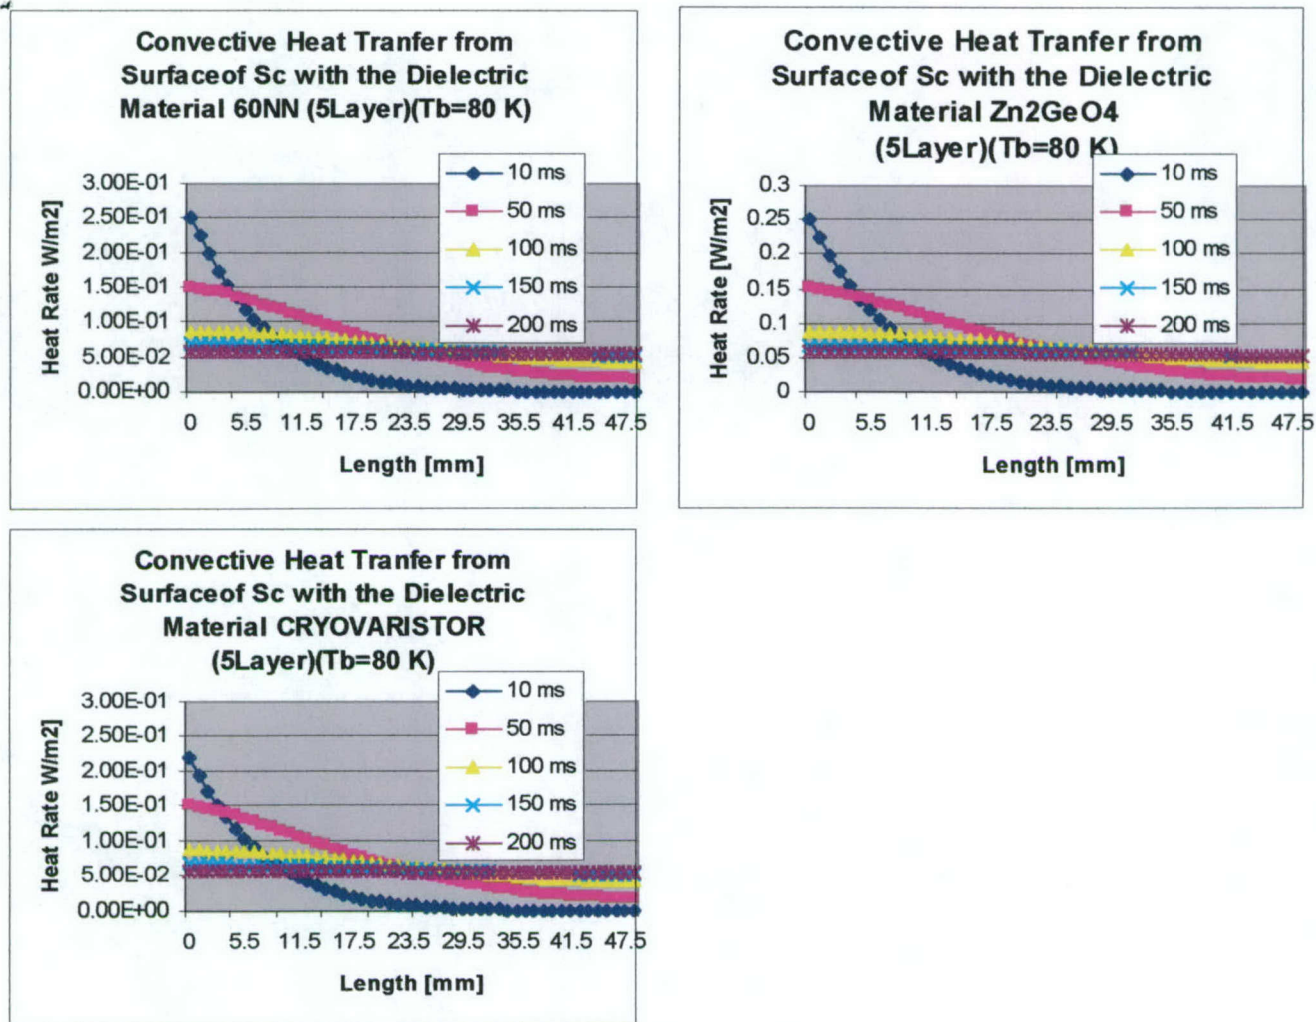 Convective Heat Tranfer from
Surfaceof Sc with the Dielectric
Material 60NN (5Layer)(Tb=80 K)
Heat Rate W/m2]
3.00E-01
2.50E-01
2.00E-01
1.50E-01
1.00E-01
5.00E-02
0.00E+00
10 ms
50 ms
100 ms
150 ms
200 ms
0 5.5 11.5 17.5 23.5 29.5 35.5 41.5 47.5
Length [mm]
Convective Heat Tranfer from
Surfaceof Sc with the Dielectric
Material Zn2GeO4
(5Layer)(Tb=80 K)
Heat Rate [W/m2]
0.3
0.25
0.2
0.15
0.1
0.05
0
10 ms
50 ms
100 ms
150 ms
200 ms
0 5.5 11.5 17.5 23.5 29.5 35.5 41.5 47.5
Length [mm]
Convective Heat Tranfer from
Surfaceof Sc with the Dielectric
Material CRYOVARISTOR
(5Layer)(Tb=80 K)
Heat Rate W/m2]
3.00E-01
2.50E-01
2.00E-01
1.50E-01
1.00E-01
5.00E-02
0.00E+00
10 ms
50 ms
100 ms
150 ms
200 ms
0 5.5 11.5 17.5 23.5 29.5 35.5 41.5 47.5
Length [mm]